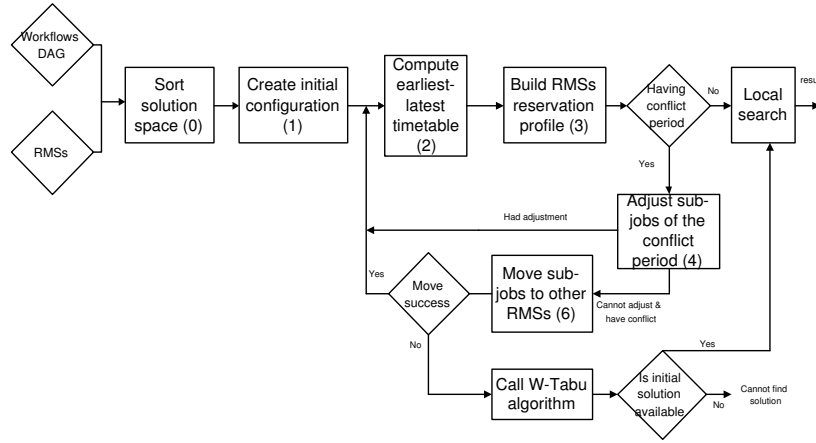 Workflows
DAG
RMSs
Sort
solution
space (0)
Create initial
configuration
(1)
Compute
earliest-
latest
timetable
(2)
Build RMSs
reservation
profile (3)
Having
conflict
period
No
Yes
Local
search
Adjust sub-
jobs of the
conflict
period (4)
Had adjustment
Cannot adjust &
have conflict
Move sub-
jobs to other
RMSs (6)
Move
success
Yes
No
Call W-Tabu
algorithm
Is initial
solution
available
Yes
No
Cannot find
solution